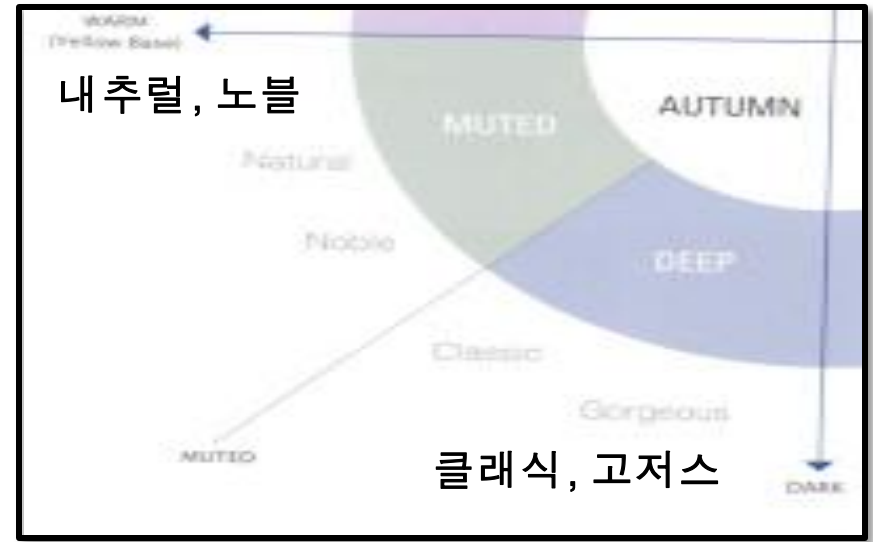 WARM
(Yellow Base)
내추럴, 노블
AUTUMN
MUTED
Natural
Noble
DEEP
Classic
Gorgeous
MUTED
클래식, 고저스
DARK